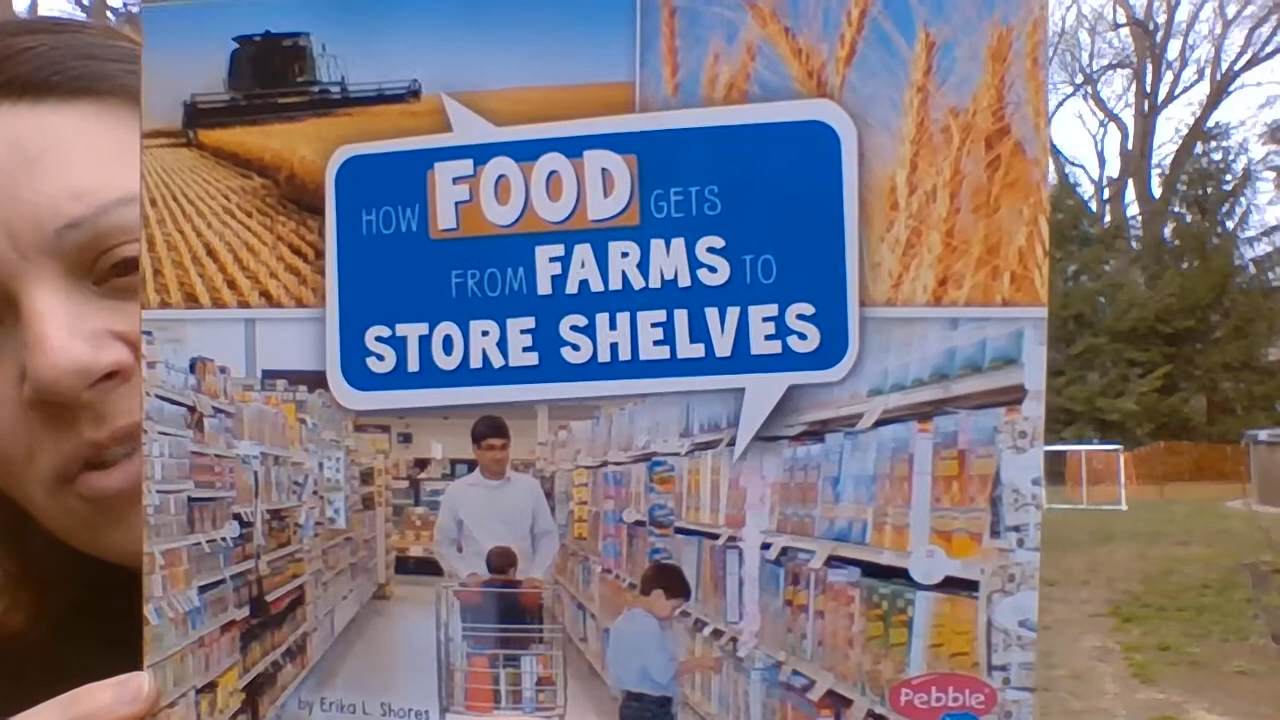 HOW FOOD GETS
FROM FARMS TO
STORE SHELVES
by Erika L. Shores
Pebble